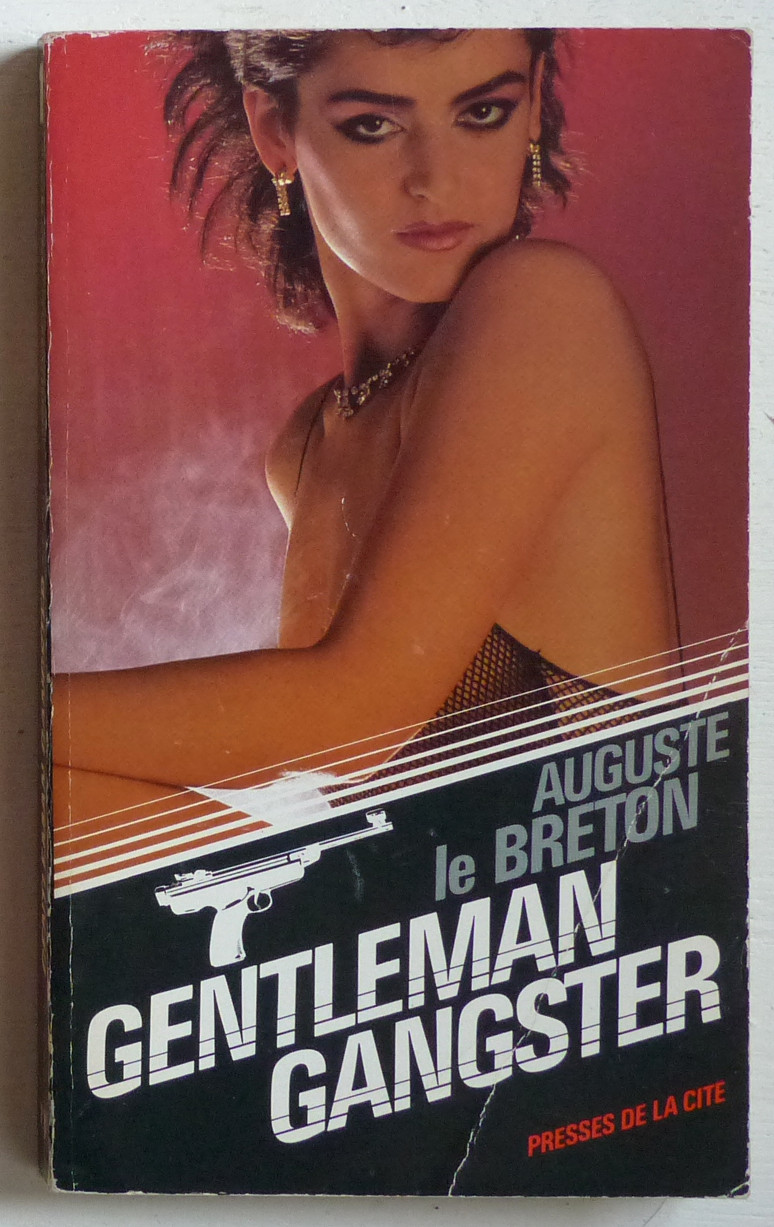 AUGUSTE
le BRETON
GENTLEMAN
GANGSTER
PRESSES DE LA CITE